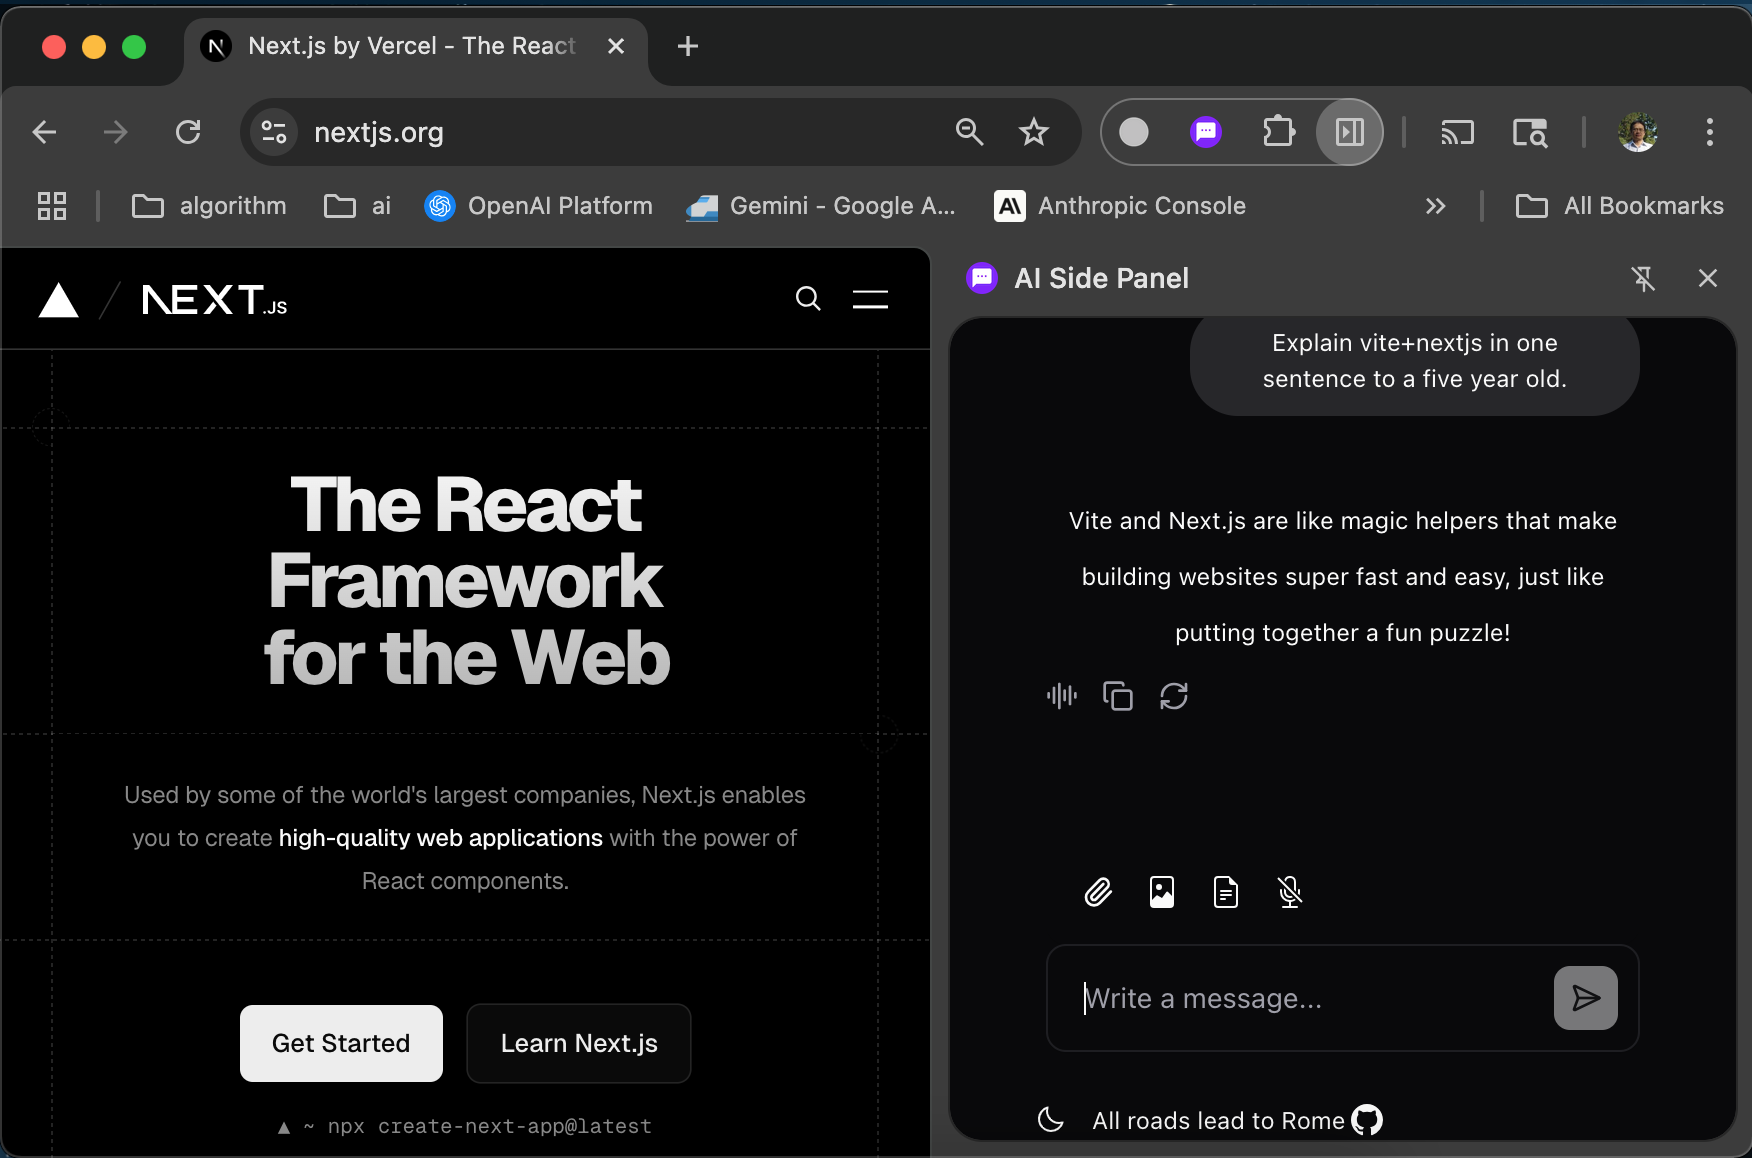 Next.js by Vercel - The React
nextjs.org
algorithm
ai
OpenAI Platform
Gemini - Google A...
Anthropic Console
All Bookmarks
NEXT.JS
The React
Framework
for the Web
Used by some of the world's largest companies, Next.js enables
you to create high-quality web applications with the power of
React components.
Get Started
Learn Next.js
▲ ~ npx create-next-app@latest
AI Side Panel
Explain vite+nextjs in one
sentence to a five year old.
Vite and Next.js are like magic helpers that make
building websites super fast and easy, just like
putting together a fun puzzle!
Write a message...
All roads lead to Rome